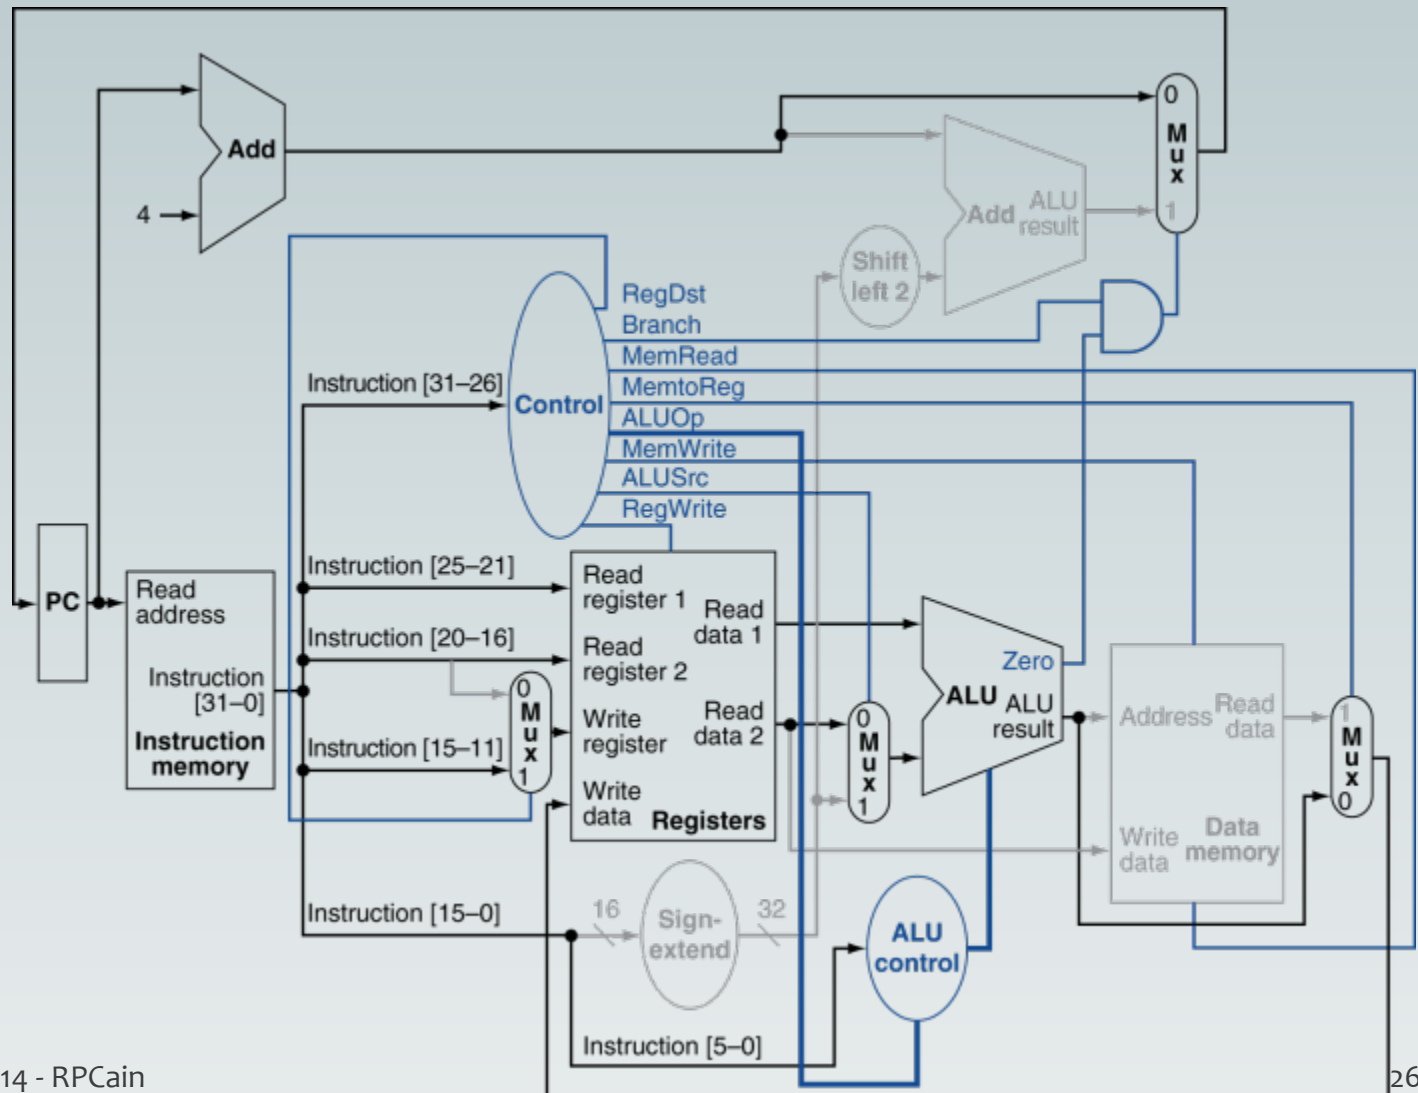 0
M
u
x
1
Add
4
Add
ALU
result
Shift
left 2
RegDst
Branch
MemRead
MemtoReg
ALUOp
MemWrite
ALUSrc
RegWrite
Control
Instruction [31–26]
Instruction [25–21]
Instruction [20–16]
Instruction [15–11]
Instruction [15–0]
Instruction [5–0]
PC
Read
address
Instruction
[31–0]
Instruction
memory
0
M
u
x
1
Read
register 1
Read
register 2
Write
register
Write
data
Read
data 1
Read
data 2
Registers
0
M
u
x
1
Zero
ALU
ALU
result
Address
Read
data
Write
data
Data
memory
1
M
u
x
0
16
Sign-
extend
32
ALU
control
14 - RPCain
26